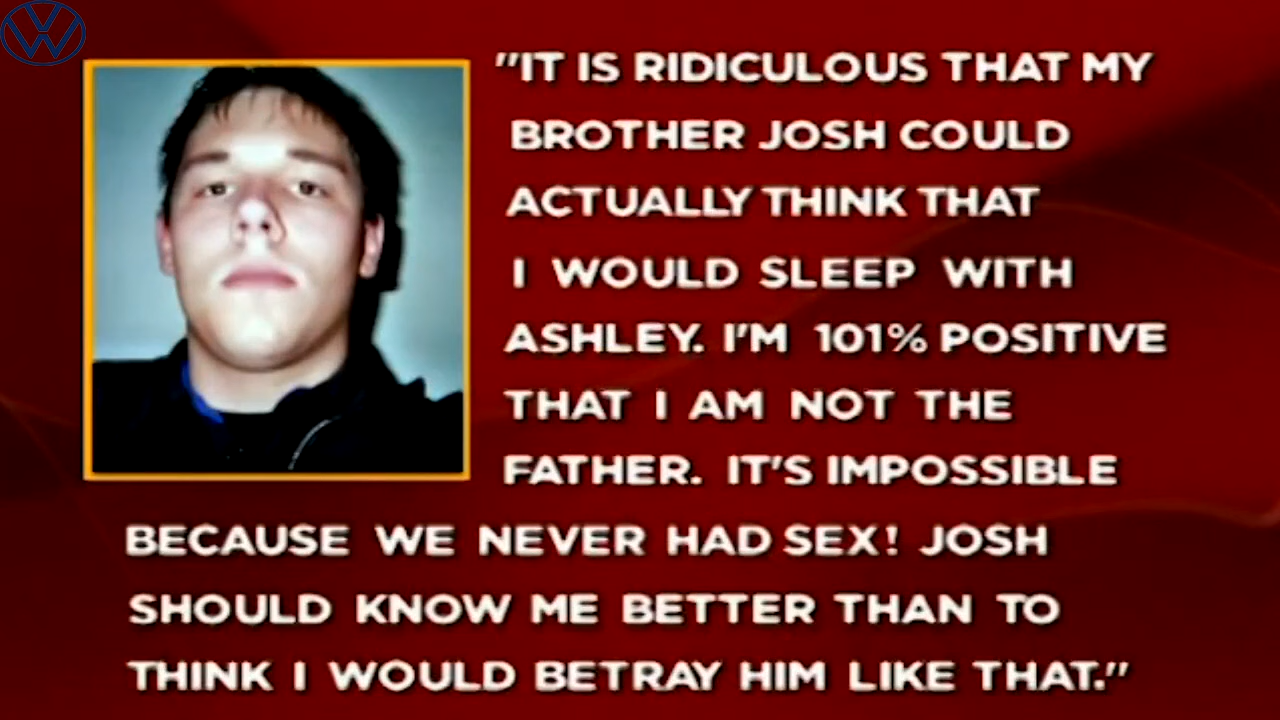 "IT IS RIDICULOUS THAT MY
BROTHER JOSH COULD
ACTUALLY THINK THAT
I WOULD SLEEP WITH
ASHLEY. I'M 101% POSITIVE
THAT I AM NOT THE
FATHER. IT'S IMPOSSIBLE
BECAUSE WE NEVER HAD SEX! JOSH
SHOULD KNOW ME BETTER THAN TO
THINK I WOULD BETRAY HIM LIKE THAT."